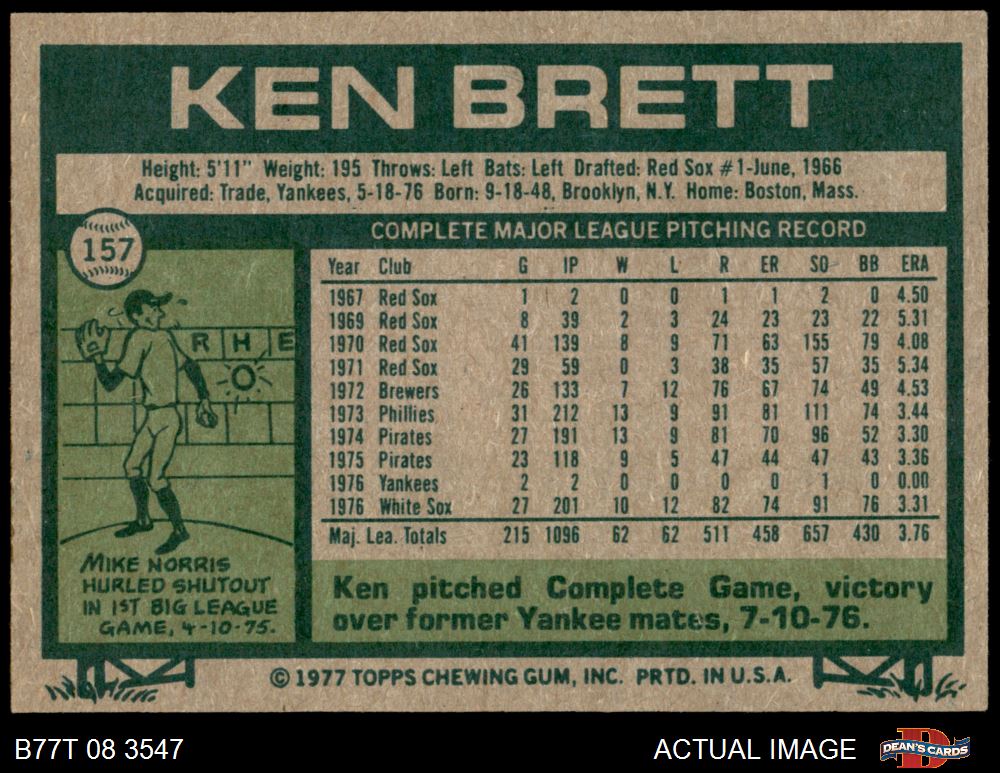 KEN BRETT
Height: 5'11" Weight: 195 Throws: Left Bats: Left Drafted: Red Sox #1-June, 1966
Acquired: Trade, Yankees, 5-18-76 Born: 9-18-48, Brooklyn, N.Y. Home: Boston, Mass.
157
COMPLETE MAJOR LEAGUE PITCHING RECORD
Year Club G IP W L R ER SO BB ERA
1967 Red Sox 1 2 0 0 1 1 2 0 4.50
1969 Red Sox 8 39 2 3 24 23 23 22 5.31
1970 Red Sox 41 139 8 9 71 63 155 79 4.08
1971 Red Sox 29 59 0 3 38 35 57 35 5.34
1972 Brewers 26 133 7 12 76 67 74 49 4.53
1973 Phillies 31 212 13 9 91 81 111 74 3.44
1974 Pirates 27 191 13 9 81 70 96 52 3.30
1975 Pirates 23 118 9 5 47 44 47 43 3.36
1976 Yankees 2 2 0 0 0 0 1 0 0.00
1976 White Sox 27 201 10 12 82 74 91 76 3.31
Maj. Lea. Totals 215 1096 62 62 511 458 657 430 3.76
R H E
O
MIKE NORRIS
HURLED SHUTOUT
IN 1ST BIG LEAGUE
GAME, 4-10-75.
Ken pitched Complete Game, victory
over former Yankee mates, 7-10-76.
© 1977 TOPPS CHEWING GUM, INC. PRTD. IN U.S.A.
B77T 08 3547
ACTUAL IMAGE
D
DEAN'S CARDS